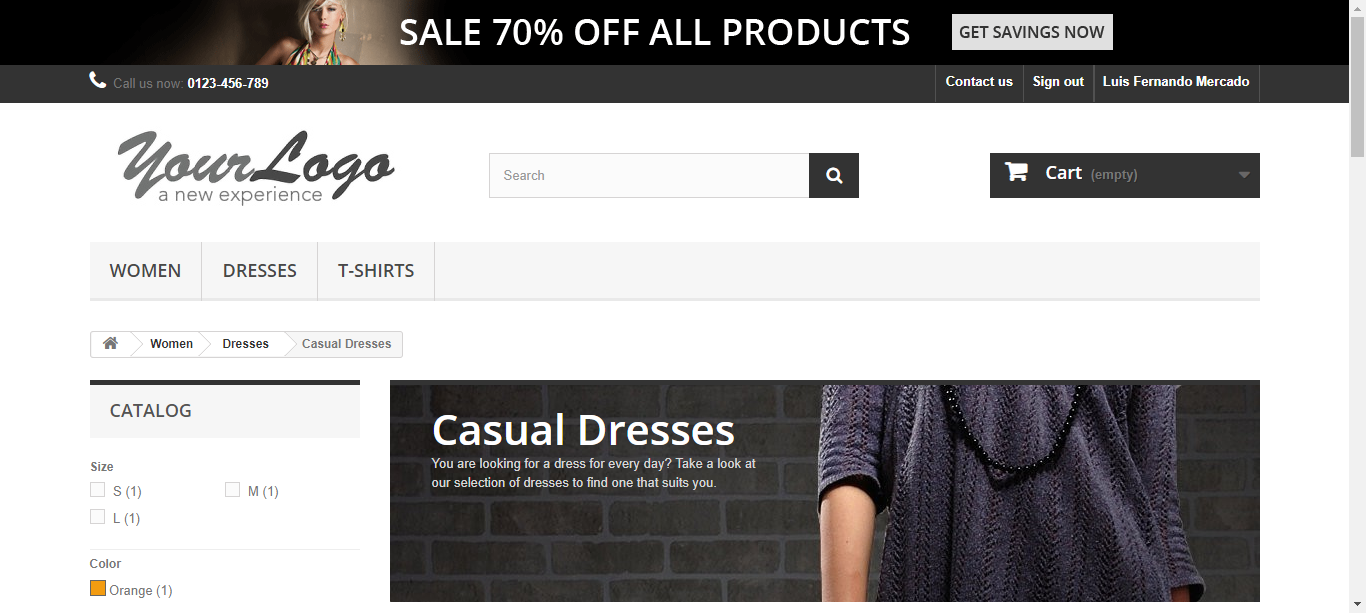 SALE 70% OFF ALL PRODUCTS GET SAVINGS NOW
Call us now: 0123-456-789 Contact us Sign out Luis Fernando Mercado
YourLogo
a new experience
Search
Cart (empty)
WOMEN DRESSES T-SHIRTS
Women Dresses Casual Dresses
CATALOG
Size
S (1) M (1)
L (1)
Color
Orange (1)
Casual Dresses
You are looking for a dress for every day? Take a look at
our selection of dresses to find one that suits you.